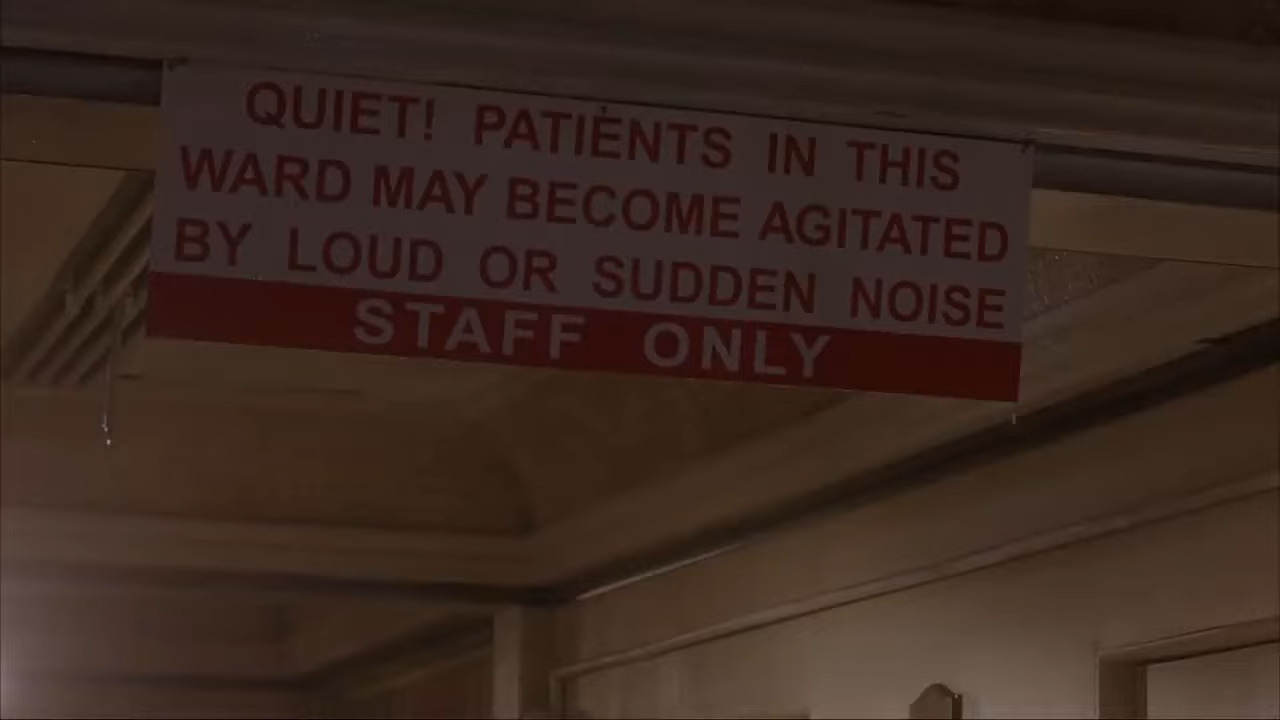 QUIET! PATIENTS IN THIS
WARD MAY BECOME AGITATED
BY LOUD OR SUDDEN NOISE
STAFF ONLY